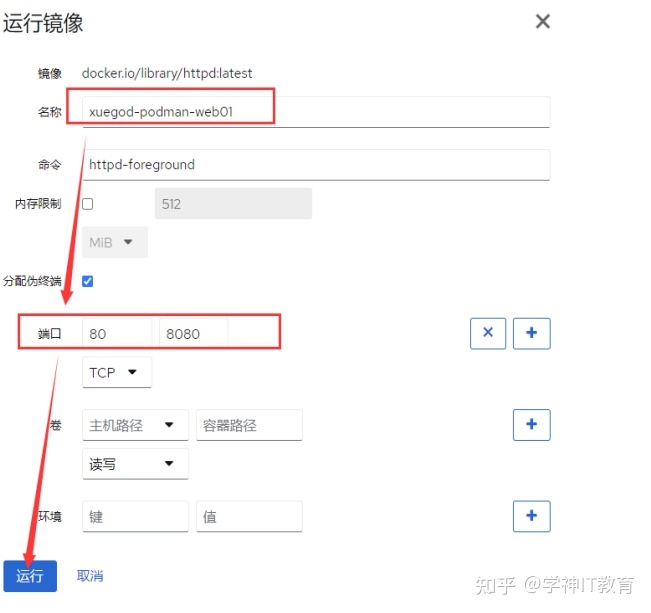 运行镜像
镜像 docker.io/library/httpd:latest
名称 xuegod-podman-web01
命令 httpd-foreground
内存限制 512
MiB
分配伪终端
端口 80 8080
TCP
卷 主机路径 容器路径
读写
环境 键 值
运行 取消
知乎 @学神IT教育